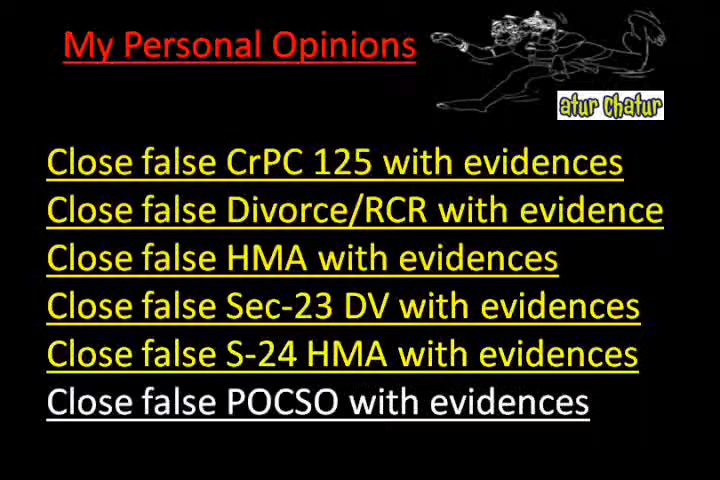 My Personal Opinions
atur Chatur
Close false CrPC 125 with evidences
Close false Divorce/RCR with evidence
Close false HMA with evidences
Close false Sec-23 DV with evidences
Close false S-24 HMA with evidences
Close false POCSO with evidences